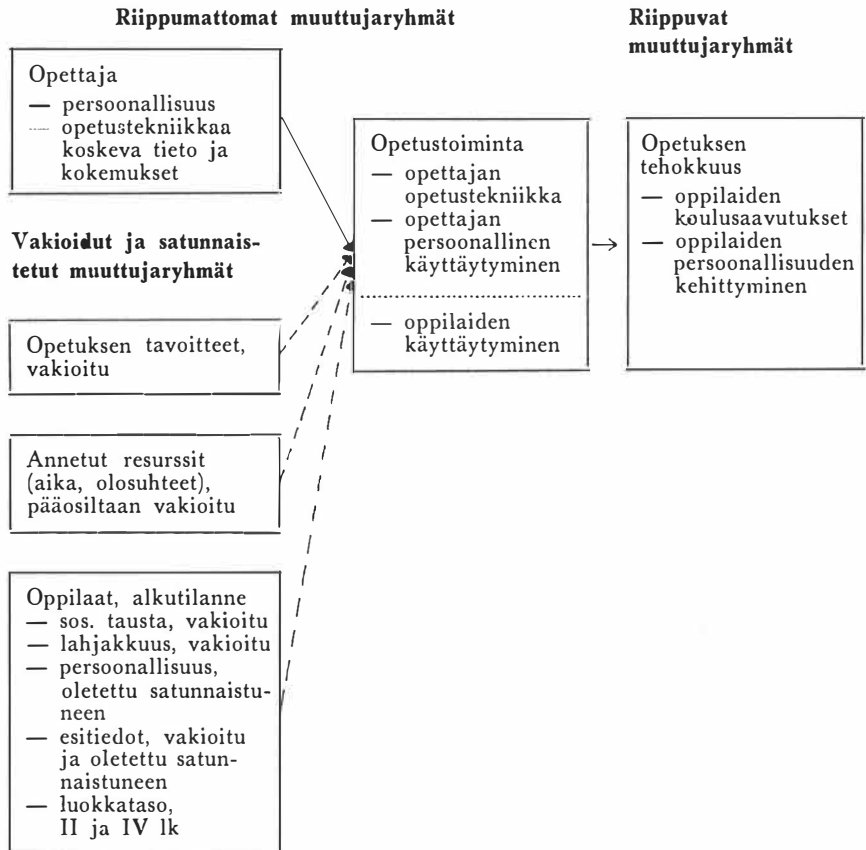 Riippumattomat muuttujaryhmät
Riippuvat
muuttujaryhmät
Opettaja
— persoonallisuus
— opetustekniikkaa
koskeva tieto ja
kokemukset
Vakioidut ja satunnais-
tetut muuttujaryhmät
Opetuksen tavoitteet,
vakioitu
Annetut resurssit
(aika, olosuhteet),
pääosiltaan vakioitu
Oppilaat, alkutilanne
— sos. tausta, vakioitu
— lahjakkuus, vakioitu
— persoonallisuus,
oletettu satunnaistu-
neen
— esitiedot, vakioitu
ja oletettu satun-
naistuneen
— luokkataso,
II ja IV lk
Opetustoiminta
— opettajan
opetustekniikka
— opettajan
persoonallinen
käyttäytyminen
— oppilaiden
käyttäytyminen
Opetuksen
tehokkuus
— oppilaiden
koulusaavutukset
— oppilaiden
persoonallisuuden
kehittyminen